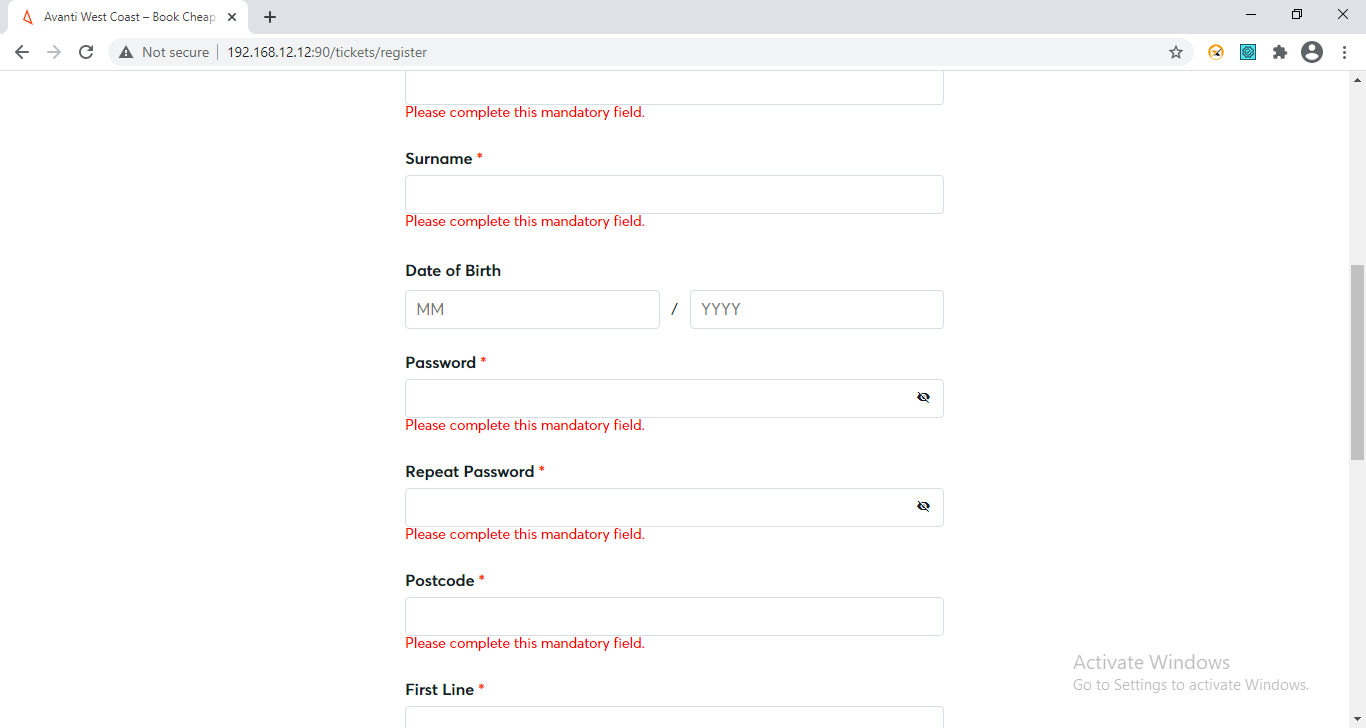 Avanti West Coast – Book Cheap
Not secure
192.168.12.12:90/tickets/register
Please complete this mandatory field.
Surname *
Please complete this mandatory field.
Date of Birth
MM / YYYY
Password *
Please complete this mandatory field.
Repeat Password *
Please complete this mandatory field.
Postcode *
Please complete this mandatory field.
First Line *
Activate Windows
Go to Settings to activate Windows.